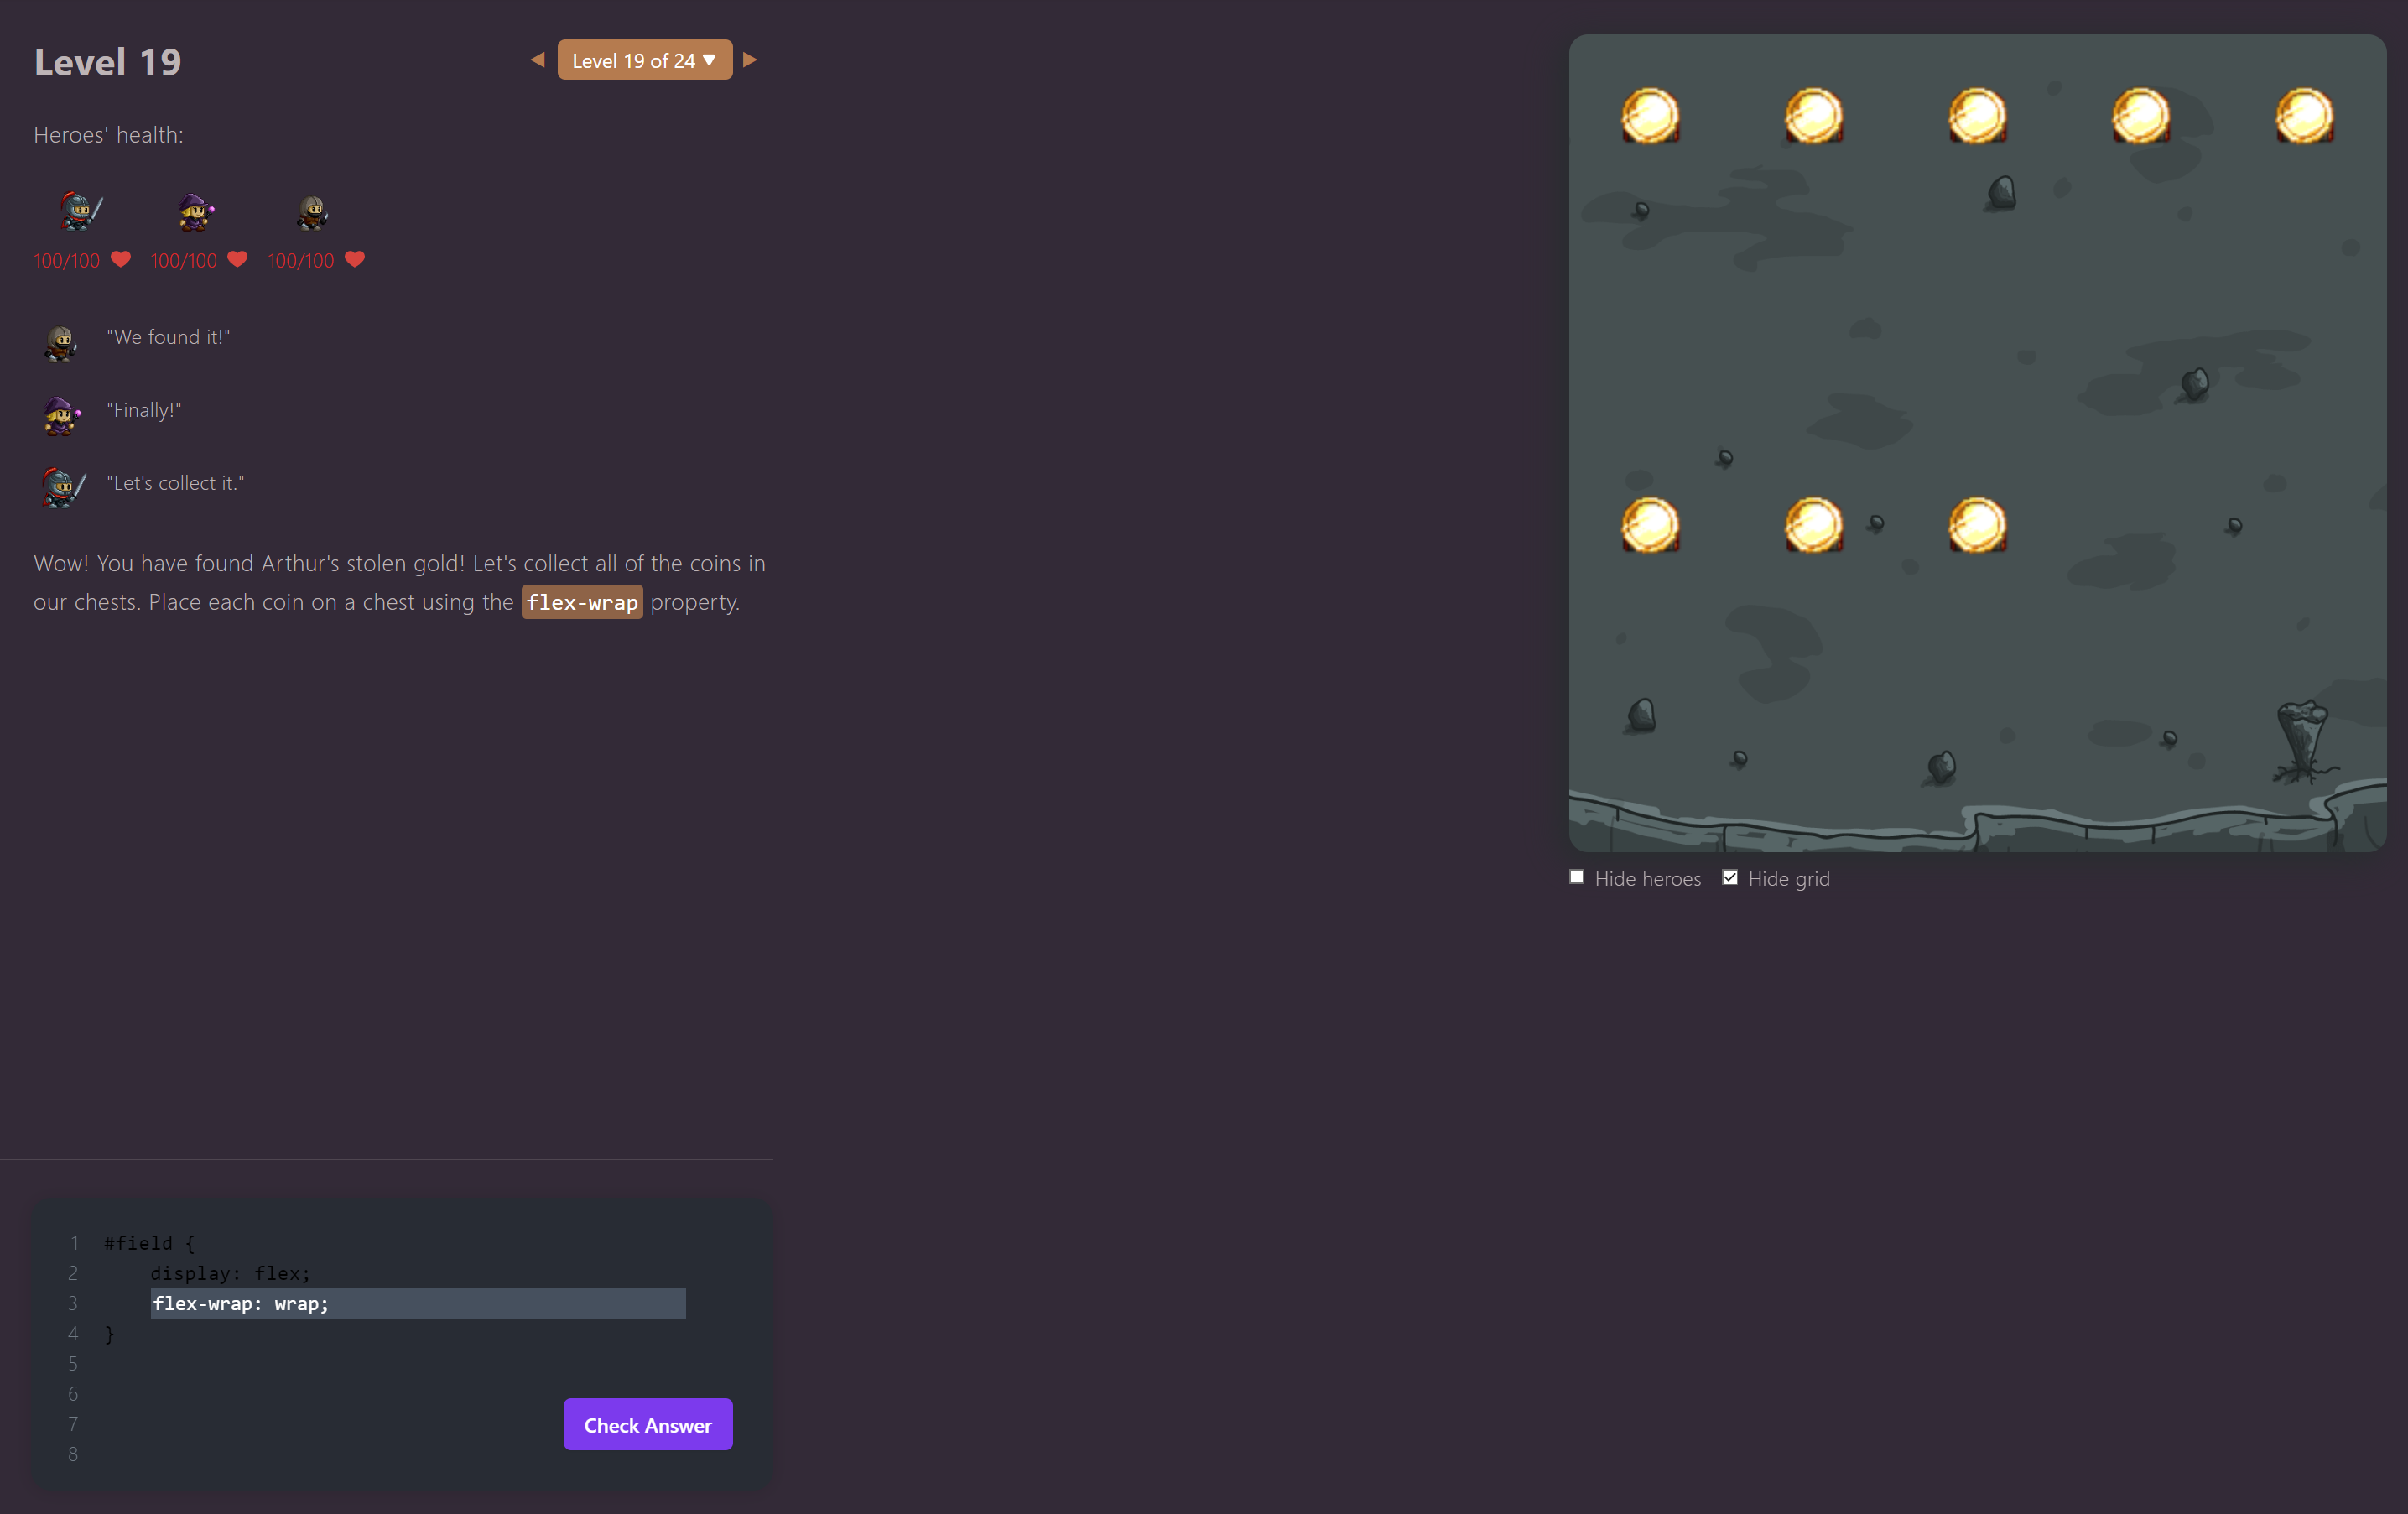 Level 19
Level 19 of 24
Heroes' health:
100/100 100/100 100/100
"We found it!"
"Finally!"
"Let's collect it."
Wow! You have found Arthur's stolen gold! Let's collect all of the coins in
our chests. Place each coin on a chest using the flex-wrap property.
Hide heroes Hide grid
1 #field {
2 display: flex;
3 flex-wrap: wrap;
4 }
5
6
7
8
Check Answer